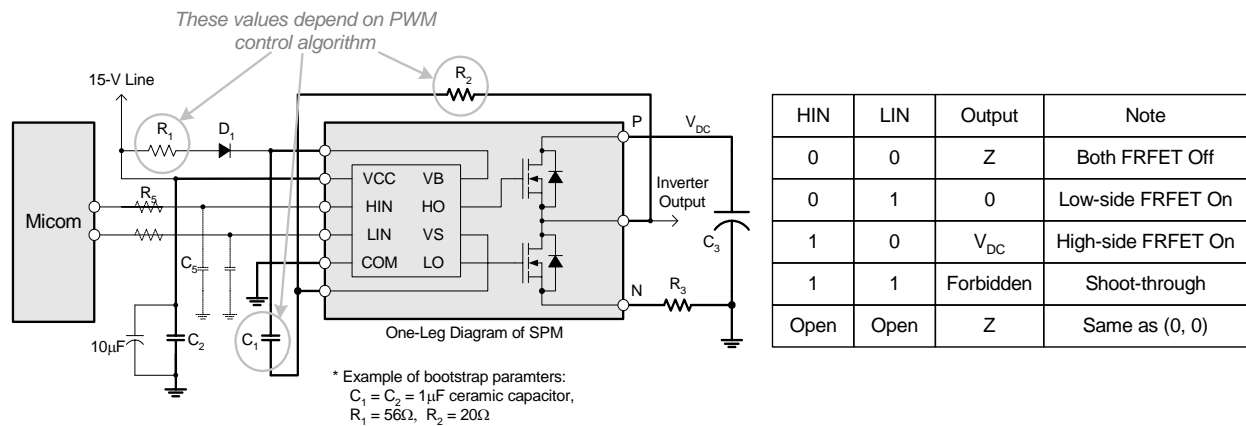 These values depend on PWM
control algorithm
15-V Line
R1
D1
R2
P
VDC
Micom
R5
C5
VCC VB
HIN HO
LIN VS
COM LO
Inverter
Output
C3
N
R3
10μF
C2
C1
One-Leg Diagram of SPM
* Example of bootstrap paramters:
C1 = C2 = 1μF ceramic capacitor,
R1 = 56Ω, R2 = 20Ω
HIN LIN Output Note
0 0 Z Both FRFET Off
0 1 0 Low-side FRFET On
1 0 VDC High-side FRFET On
1 1 Forbidden Shoot-through
Open Open Z Same as (0, 0)